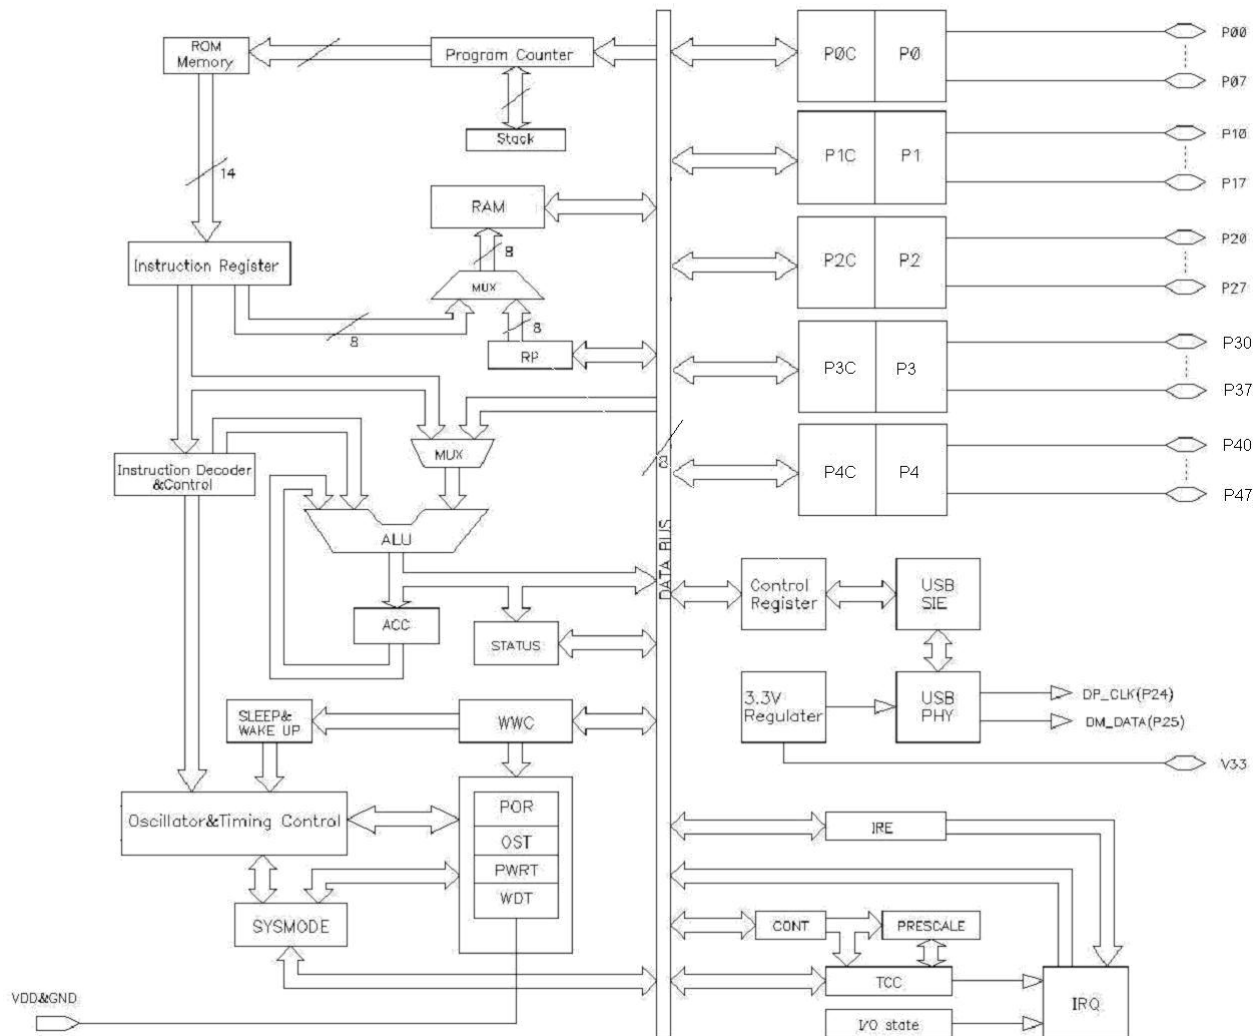 ROM
Memory
Program Counter
Stack
14
RAM
8
MUX
Instruction Register
8
8
RP
MUX
Instruction Decoder
&Control
ALU
ACC
STATUS
SLEEP&
WAKE UP
WWC
Oscillator&Timing Control
POR
OST
PWRT
WDT
SYSMODE
VDD&GND
8
DATA BUS
P0C P0
P00
P07
P1C P1
P10
P17
P2C P2
P20
P27
P3C P3
P30
P37
P4C P4
P40
P47
Control
Register
USB
SIE
3.3V
Regulater
USB
PHY
DP_CLK(P24)
DM_DATA(P25)
V33
IRE
CONT
PRESCALE
TCC
I/O state
IRQ